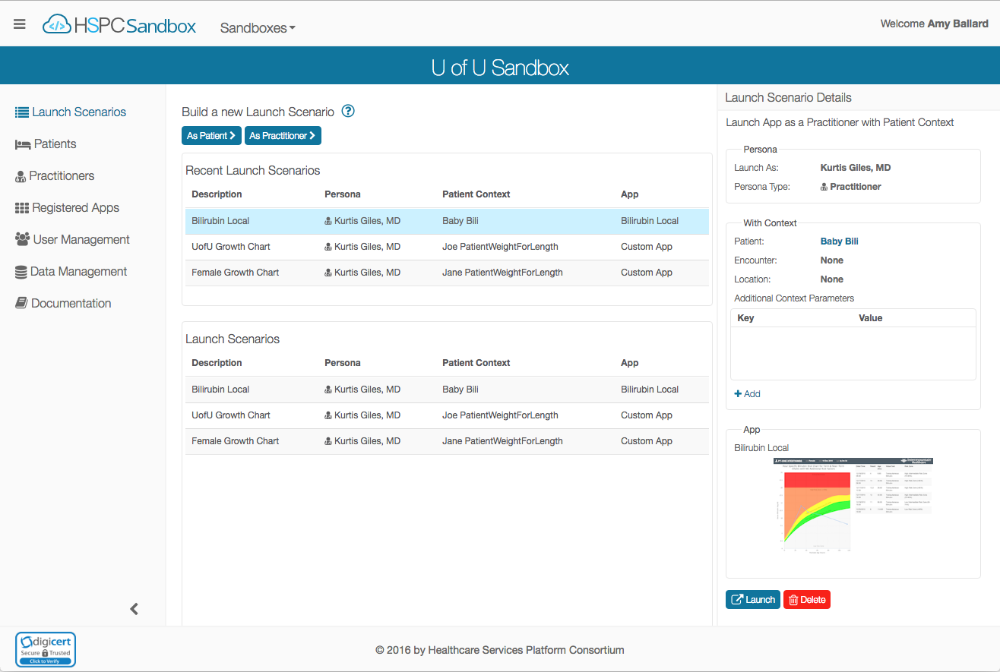 HSPC Sandbox Sandboxes Welcome Amy Ballard
U of U Sandbox
Launch Scenarios
Patients
Practitioners
Registered Apps
User Management
Data Management
Documentation
Build a new Launch Scenario ?
As Patient As Practitioner
Recent Launch Scenarios
Description Persona Patient Context App
Bilirubin Local Kurtis Giles, MD Baby Bili Bilirubin Local
UofU Growth Chart Kurtis Giles, MD Joe PatientWeightForLength Custom App
Female Growth Chart Kurtis Giles, MD Jane PatientWeightForLength Custom App
Launch Scenarios
Description Persona Patient Context App
Bilirubin Local Kurtis Giles, MD Baby Bili Bilirubin Local
UofU Growth Chart Kurtis Giles, MD Joe PatientWeightForLength Custom App
Female Growth Chart Kurtis Giles, MD Jane PatientWeightForLength Custom App
Launch Scenario Details
Launch App as a Practitioner with Patient Context
Persona
Launch As: Kurtis Giles, MD
Persona Type: Practitioner
With Context
Patient: Baby Bili
Encounter: None
Location: None
Additional Context Parameters
Key Value
+ Add
App
Bilirubin Local
Launch Delete
digicert
Secure Trusted
Click to Verify
© 2016 by Healthcare Services Platform Consortium